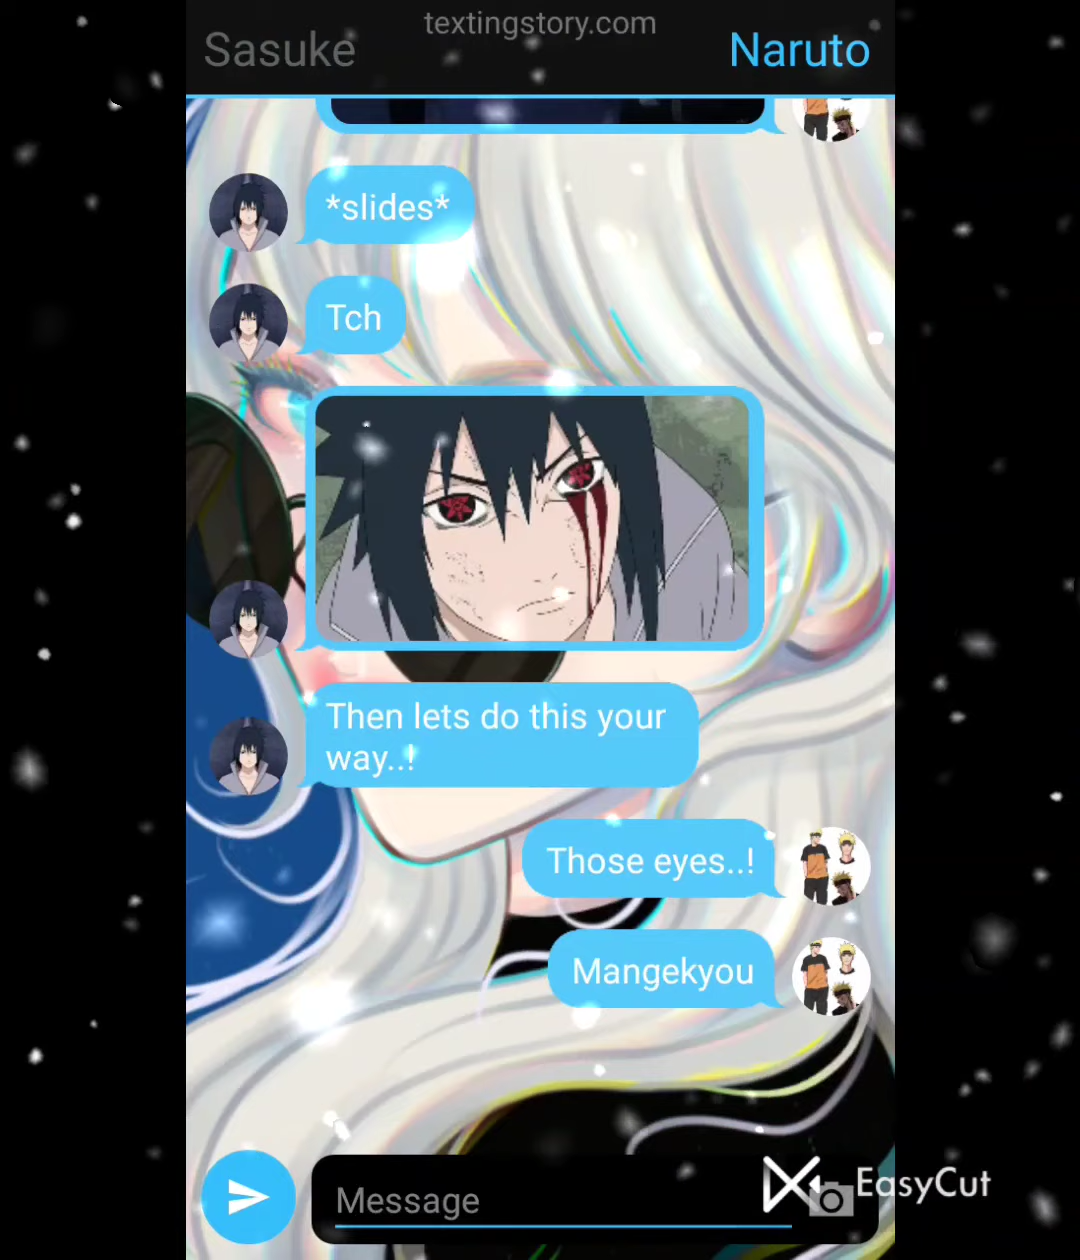 textingstory.com
Sasuke
Naruto
*slides*
Tch
Then lets do this your
way..!
Those eyes..!
Mangekyou
Message
EasyCut